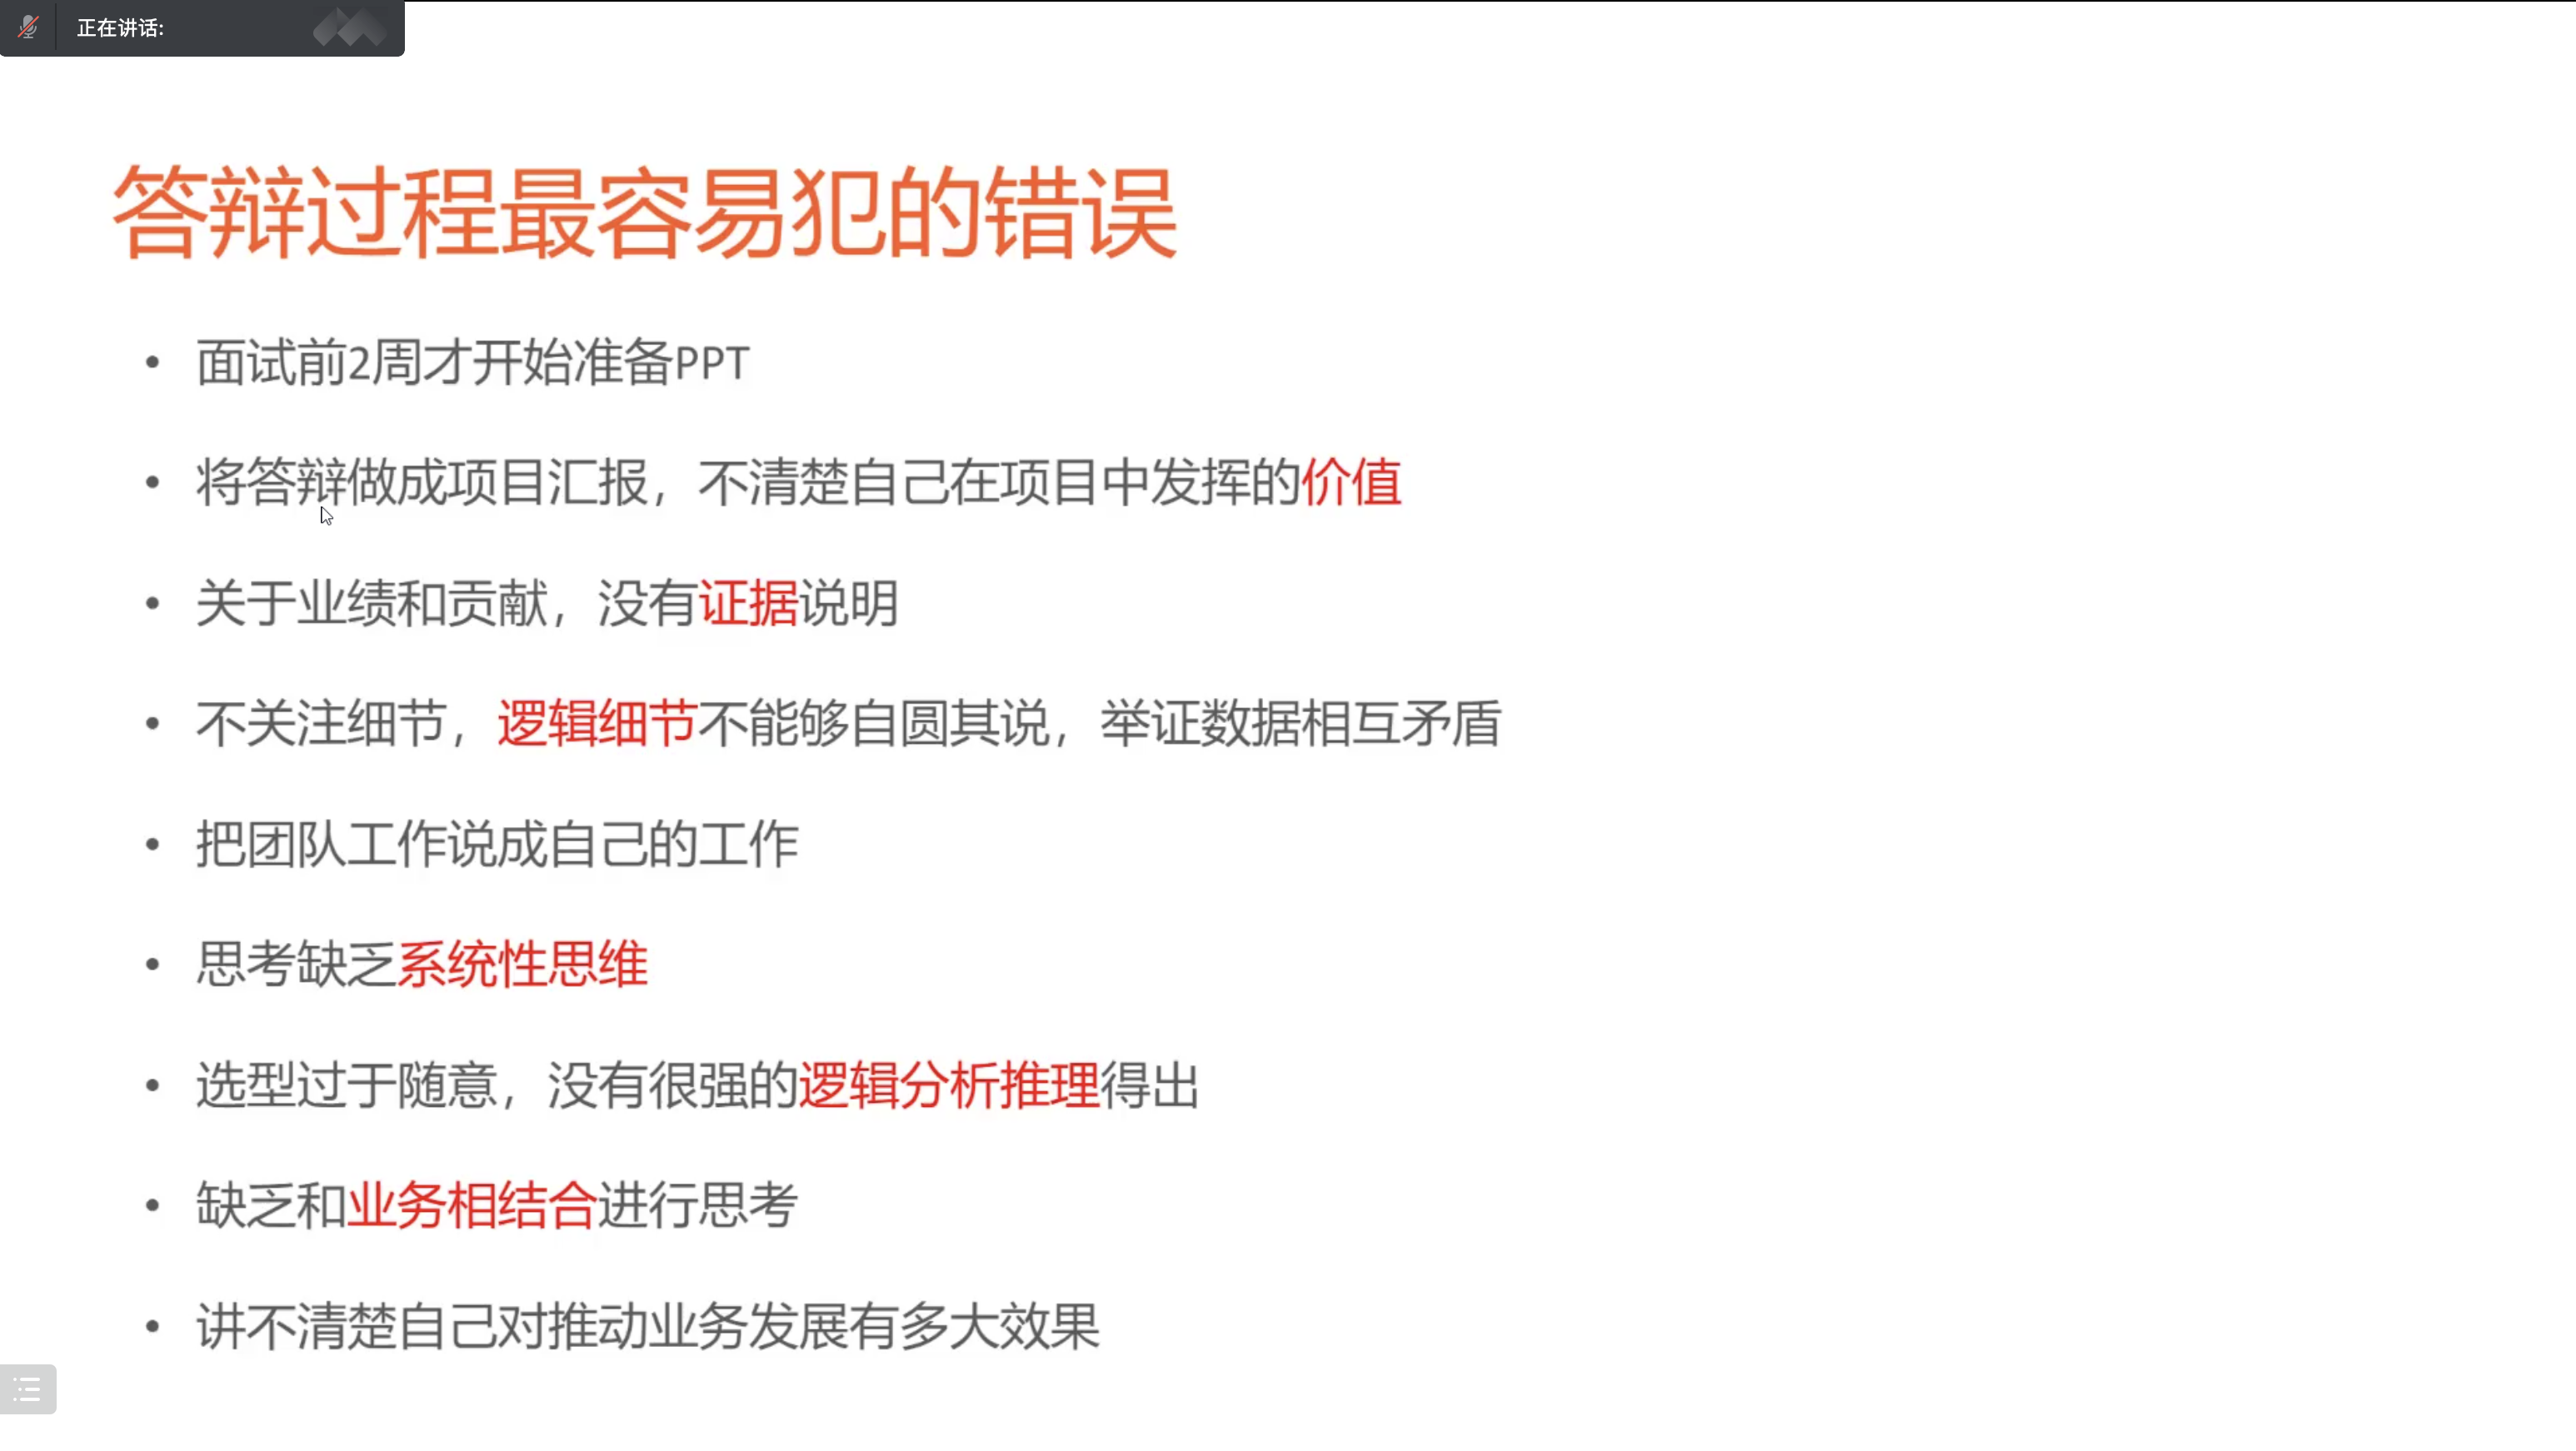 正在讲话:
答辩过程最容易犯的错误
• 面试前2周才开始准备PPT
• 将答辩做成项目汇报，不清楚自己在项目中发挥的价值
• 关于业绩和贡献，没有证据说明
• 不关注细节，逻辑细节不能够自圆其说，举证数据相互矛盾
• 把团队工作说成自己的工作
• 思考缺乏系统性思维
• 选型过于随意，没有很强的逻辑分析推理得出
• 缺乏和业务相结合进行思考
• 讲不清楚自己对推动业务发展有多大效果